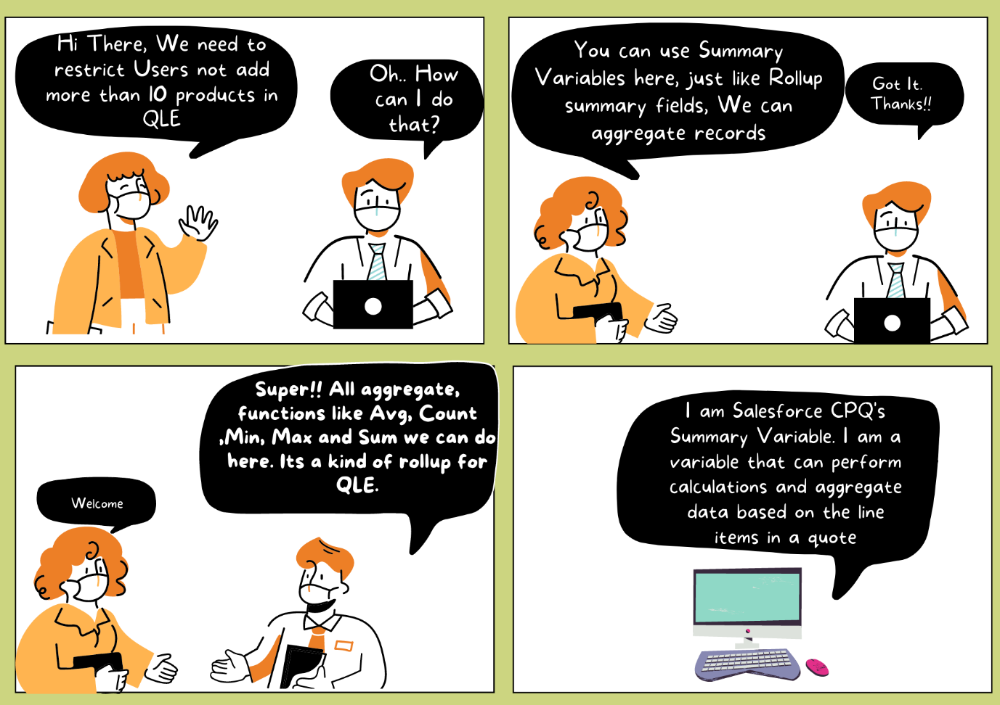 Hi There, We need to
restrict Users not add
more than 10 products in
QLE
Oh.. How
can I do
that?
You can use Summary
Variables here, just like Rollup
summary fields, We can
aggregate records
Got It.
Thanks!!
Super!! All aggregate,
functions like Avg, Count
,Min, Max and Sum we can do
here. Its a kind of rollup for
QLE.
Welcome
I am Salesforce CPQ's
Summary Variable. I am a
variable that can perform
calculations and aggregate
data based on the line
items in a quote